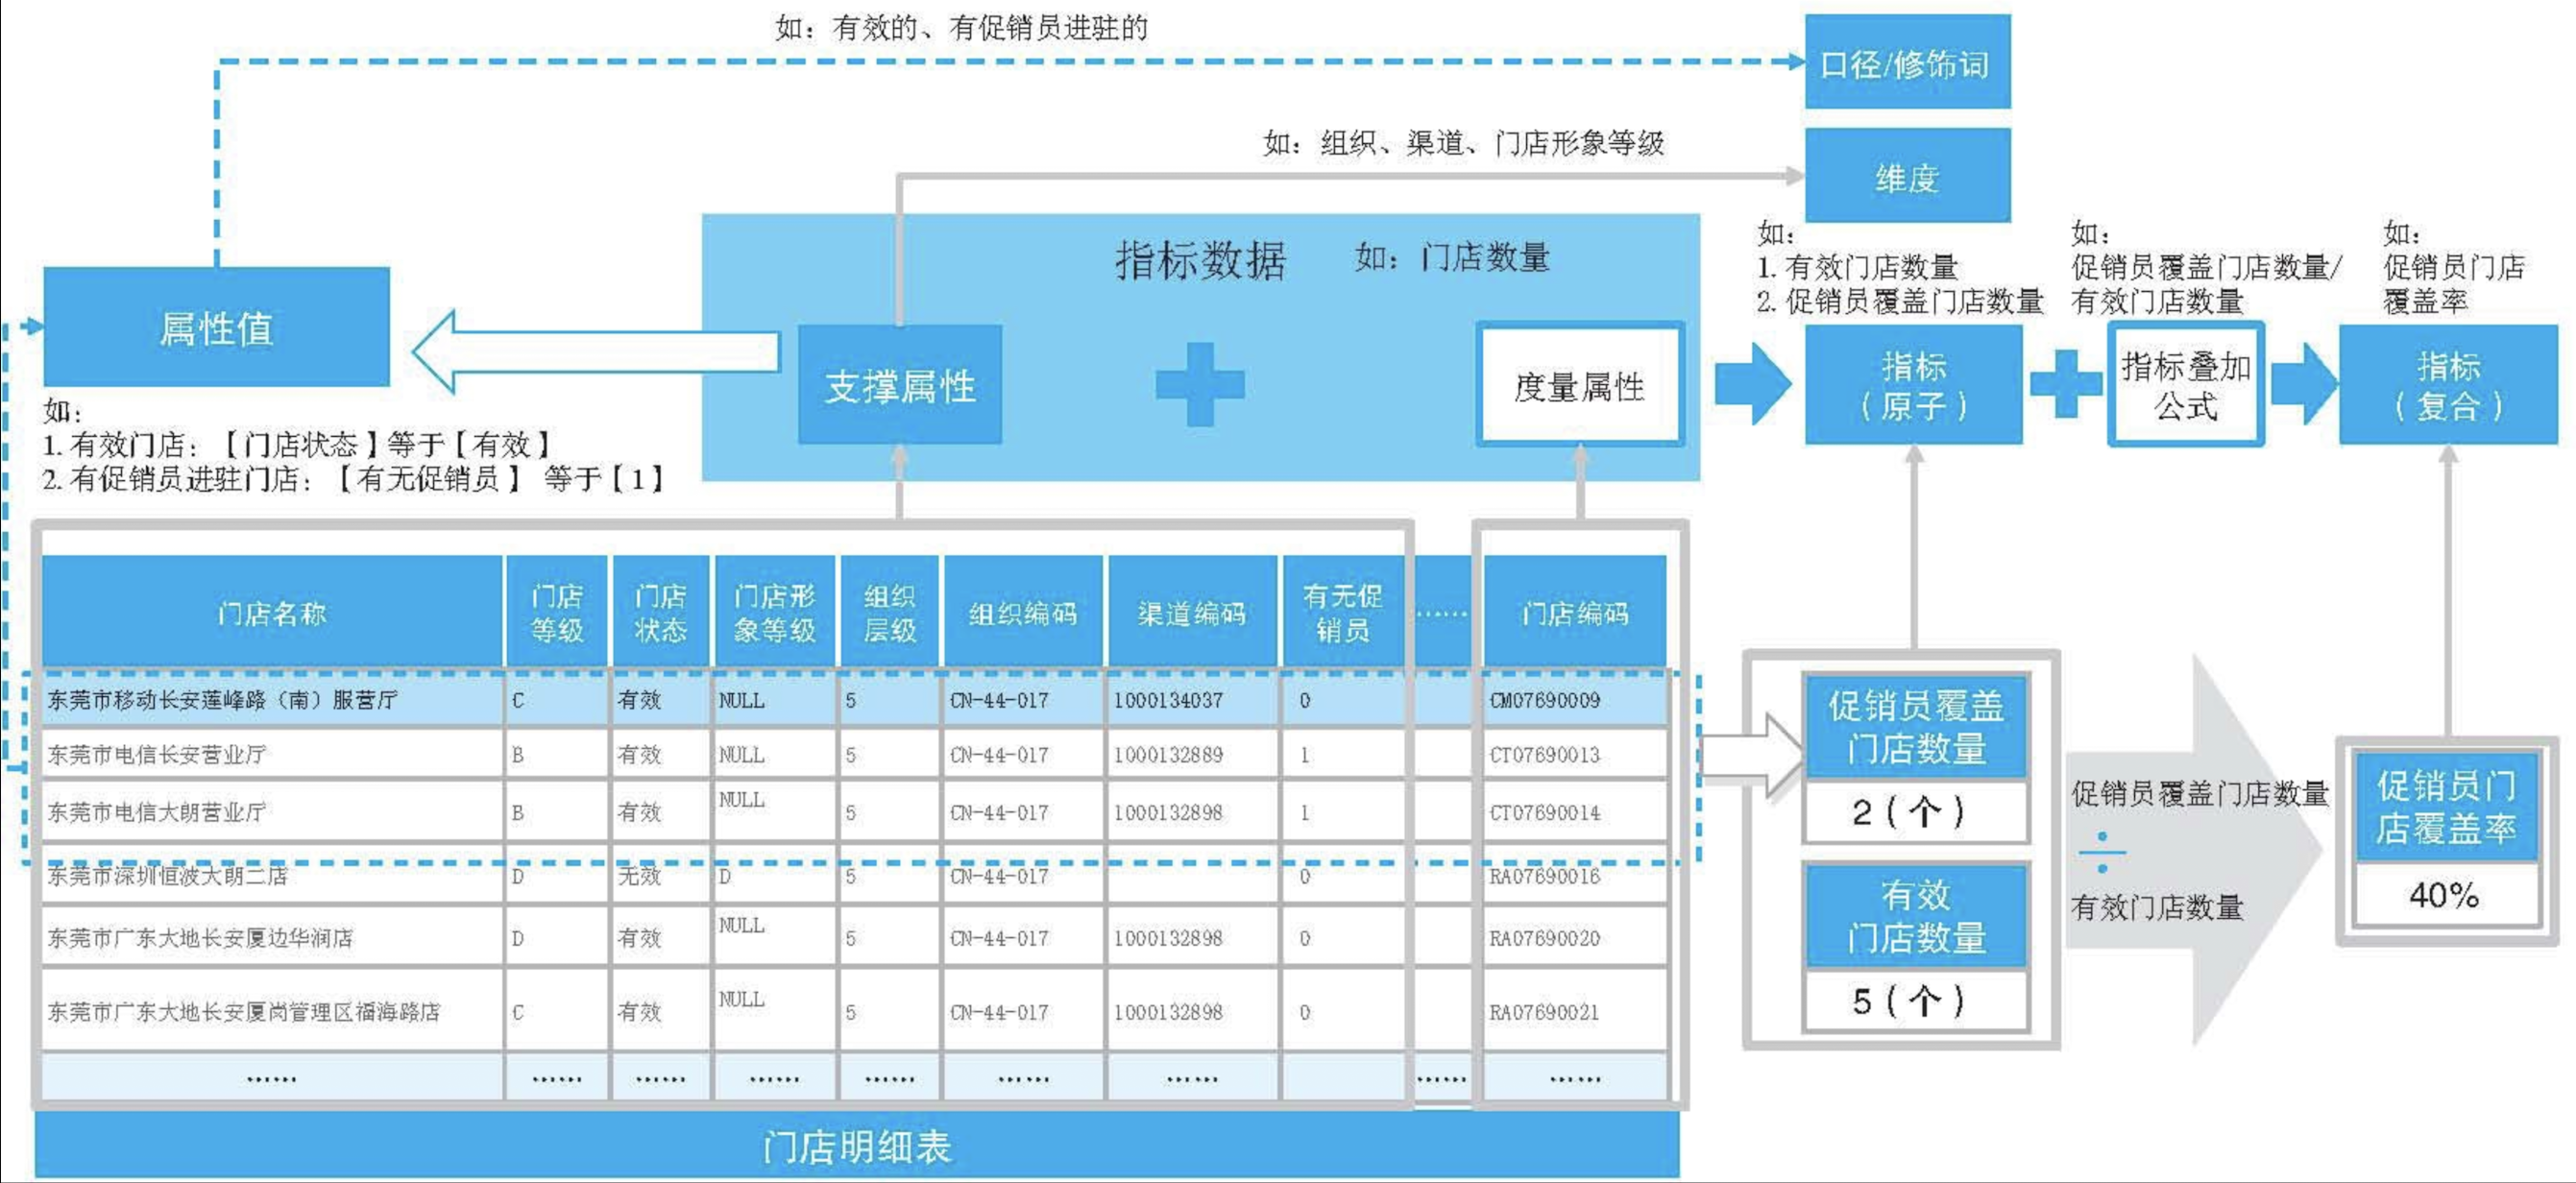 如：有效的、有促销员进驻的
口径/修饰词
如：组织、渠道、门店形象等级
维度
指标数据
如：门店数量
如：
1. 有效门店数量
2. 促销员覆盖门店数量
如：
促销员覆盖门店数量/
有效门店数量
如：
促销员门店
覆盖率
属性值
支撑属性
度量属性
指标
（原子）
指标叠加
公式
指标
（复合）
如：
1. 有效门店：【门店状态】等于【有效】
2. 有促销员进驻门店：【有无促销员】 等于【1】
门店名称
门店
等级
门店
状态
门店形
象等级
组织
层级
组织编码
渠道编码
有无促
销员
……
门店编码
东莞市移动长安莲峰路（南）服营厅 C 有效 NULL 5 CN-44-017 1000134037 0 CM07690009
东莞市电信长安营业厅 B 有效 NULL 5 CN-44-017 1000132889 1 CT07690013
东莞市电信大朗营业厅 B 有效 NULL 5 CN-44-017 1000132898 1 CT07690014
东莞市深圳恒波大朗二店 D 无效 D 5 CN-44-017 0 RA07690016
东莞市广东大地长安厦边华润店 D 有效 NULL 5 CN-44-017 1000132898 0 RA07690020
东莞市广东大地长安厦岗管理区福海路店 C 有效 NULL 5 CN-44-017 1000132898 0 RA07690021
…… …… …… …… …… …… …… …… ……
门店明细表
促销员覆盖
门店数量
2（个）
有效
门店数量
5（个）
促销员覆盖门店数量
÷
有效门店数量
促销员门
店覆盖率
40%